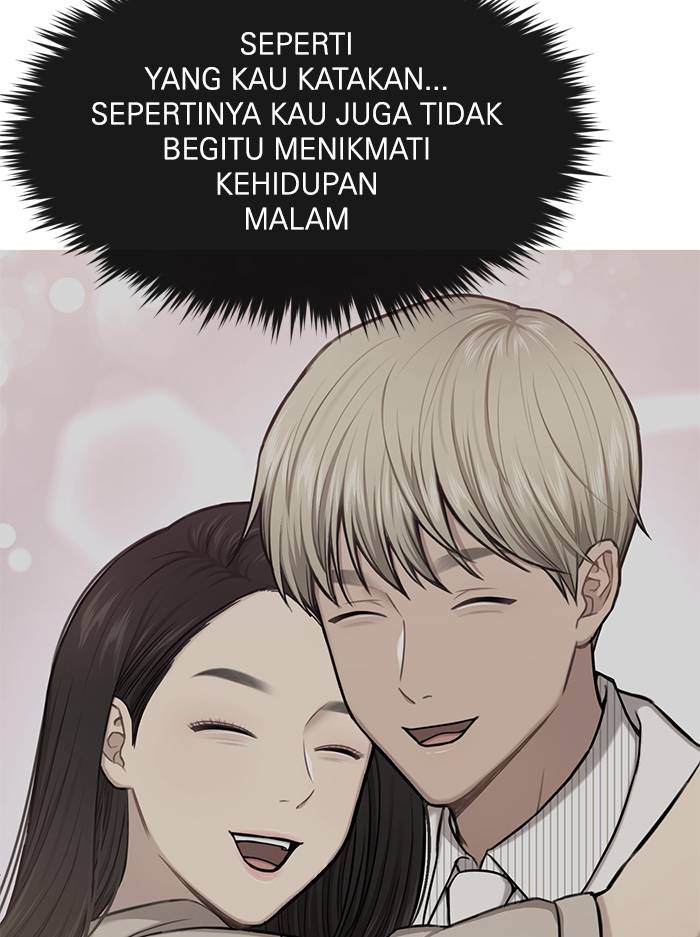 SEPERTI
YANG KAU KATAKAN...
SEPERTINYA KAU JUGA TIDAK
BEGITU MENIKMATI
KEHIDUPAN
MALAM